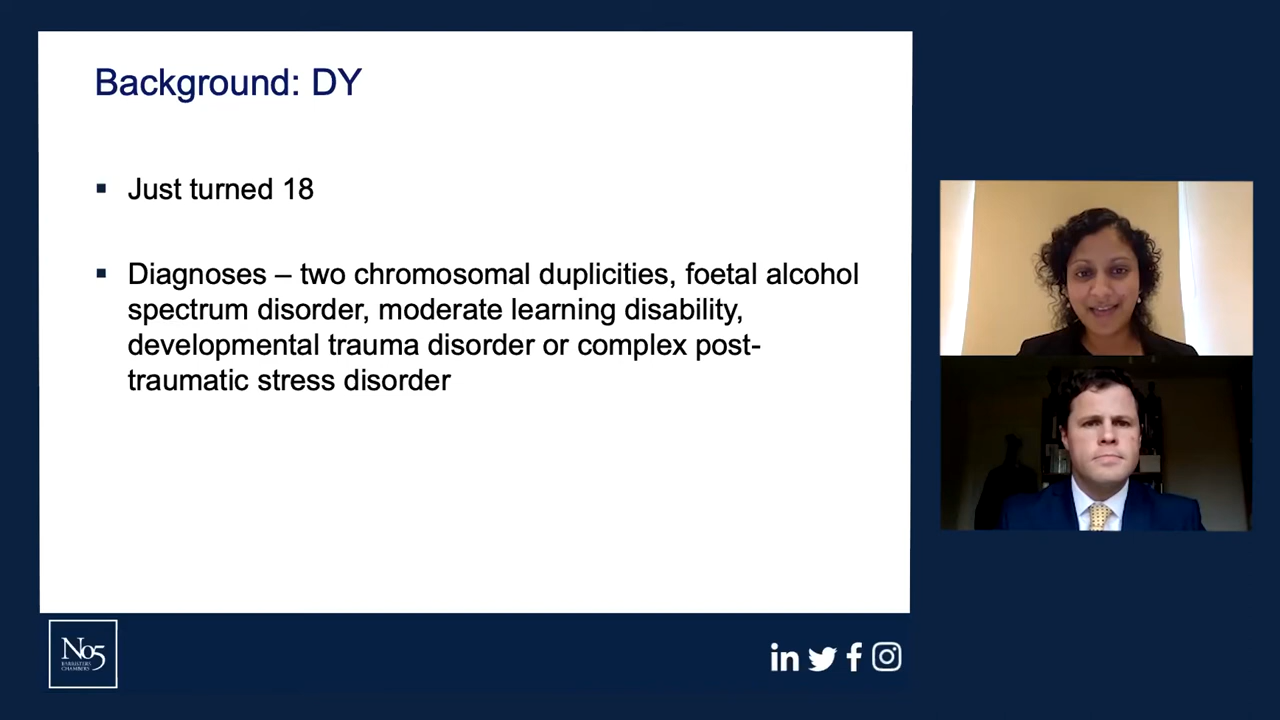 Background: DY
▪ Just turned 18
▪ Diagnoses – two chromosomal duplicities, foetal alcohol
spectrum disorder, moderate learning disability,
developmental trauma disorder or complex post-
traumatic stress disorder
No5
BARRISTERS
CHAMBERS